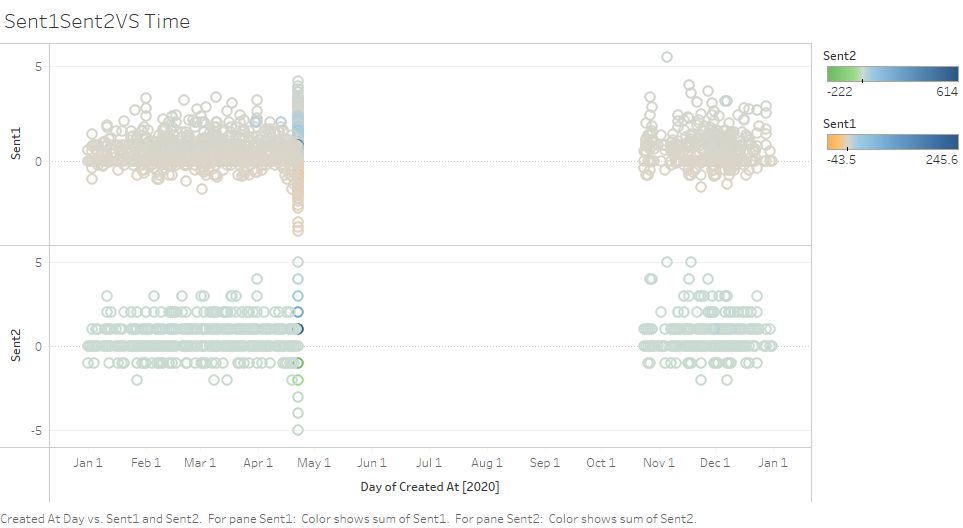 Sent1Sent2VS Time
5
Sent1
0
5
Sent2
0
-5
Jan 1 Feb 1 Mar 1 Apr 1 May 1 Jun 1 Jul 1 Aug 1 Sep 1 Oct 1 Nov 1 Dec 1 Jan 1
Day of Created At [2020]
Sent2
-222 614
Sent1
-43.5 245.6
Created At Day vs. Sent1 and Sent2. For pane Sent1: Color shows sum of Sent1. For pane Sent2: Color shows sum of Sent2.